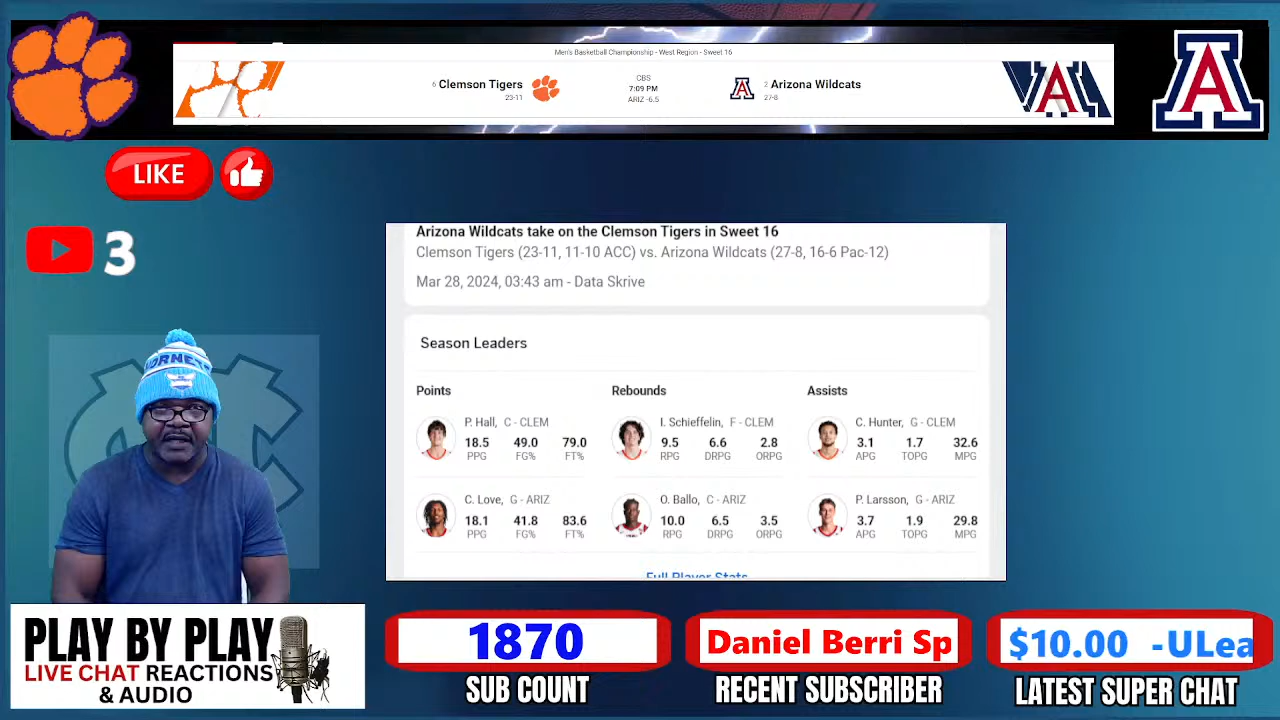 Men's Basketball Championship - West Region - Sweet 16
6 Clemson Tigers
23-11
CBS
7:09 PM
ARIZ -6.5
2 Arizona Wildcats
27-8
A
A
A
LIKE
3
HORNETS
Arizona Wildcats take on the Clemson Tigers in Sweet 16
Clemson Tigers (23-11, 11-10 ACC) vs. Arizona Wildcats (27-8, 16-6 Pac-12)
Mar 28, 2024, 03:43 am - Data Skrive
Season Leaders
Points Rebounds Assists
P. Hall, C - CLEM I. Schieffelin, F - CLEM C. Hunter, G - CLEM
18.5 49.0 79.0 9.5 6.6 2.8 3.1 1.7 32.6
PPG FG% FT% RPG DRPG ORPG APG TOPG MPG
C. Love, G - ARIZ O. Ballo, C - ARIZ P. Larsson, G - ARIZ
18.1 41.8 83.6 10.0 6.5 3.5 3.7 1.9 29.8
PPG FG% FT% RPG DRPG ORPG APG TOPG MPG
Full Player Stats
PLAY BY PLAY
LIVE CHAT REACTIONS
& AUDIO
1870
SUB COUNT
Daniel Berri Sp
RECENT SUBSCRIBER
$10.00 -ULea
LATEST SUPER CHAT